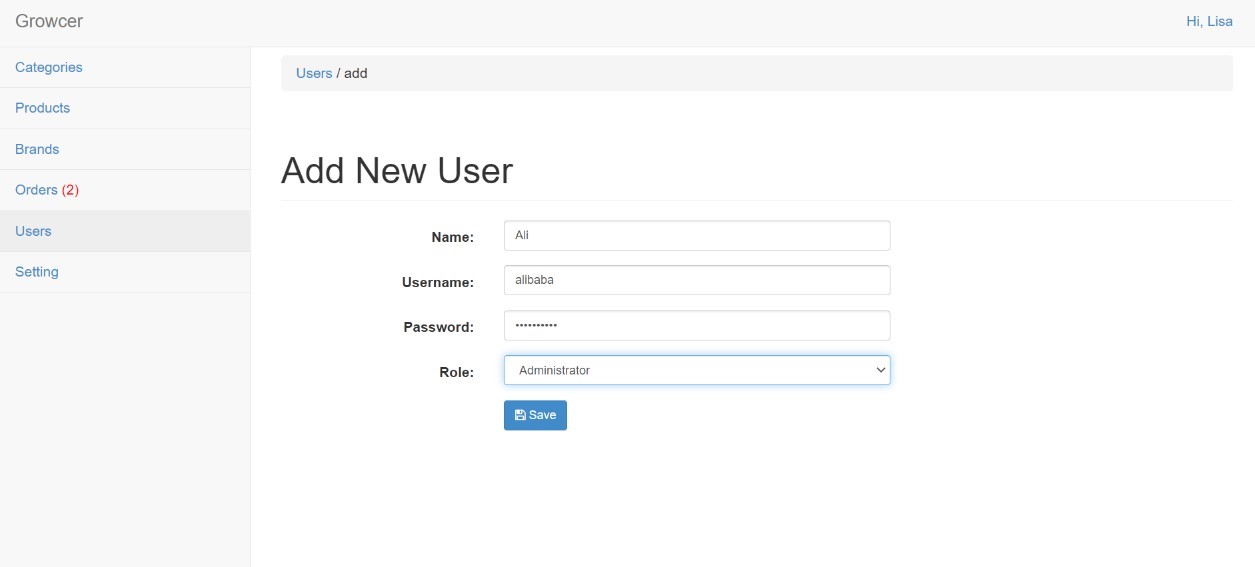 Growcer
Hi, Lisa
Categories
Products
Brands
Orders (2)
Users
Setting
Users / add
Add New User
Name: Ali
Username: alibaba
Password: ••••••••••
Role: Administrator
Save